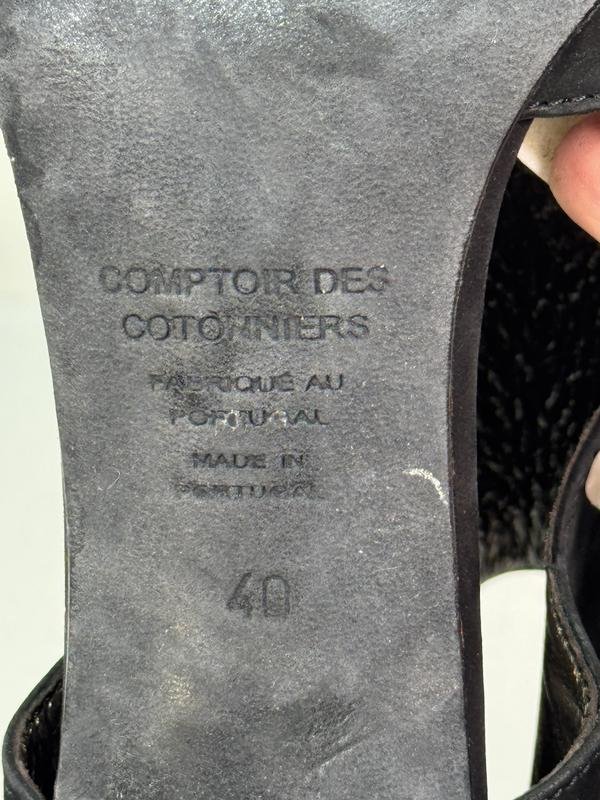 COMPTOIR DES
COTONNIERS
FABRIQUÉ AU
PORTUGAL
MADE IN
PORTUGAL
40